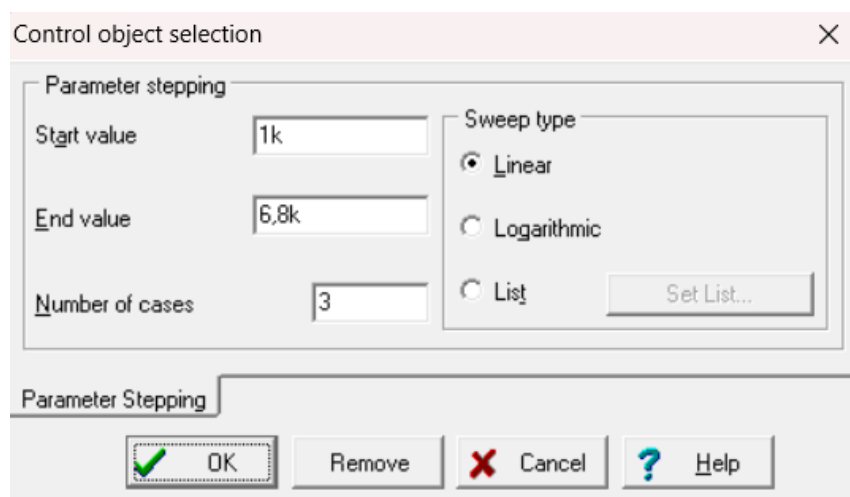 Control object selection
Parameter stepping
Start value
1k
End value
6,8k
Number of cases
3
Sweep type
Linear
Logarithmic
List
Set List...
Parameter Stepping
OK
Remove
Cancel
? Help